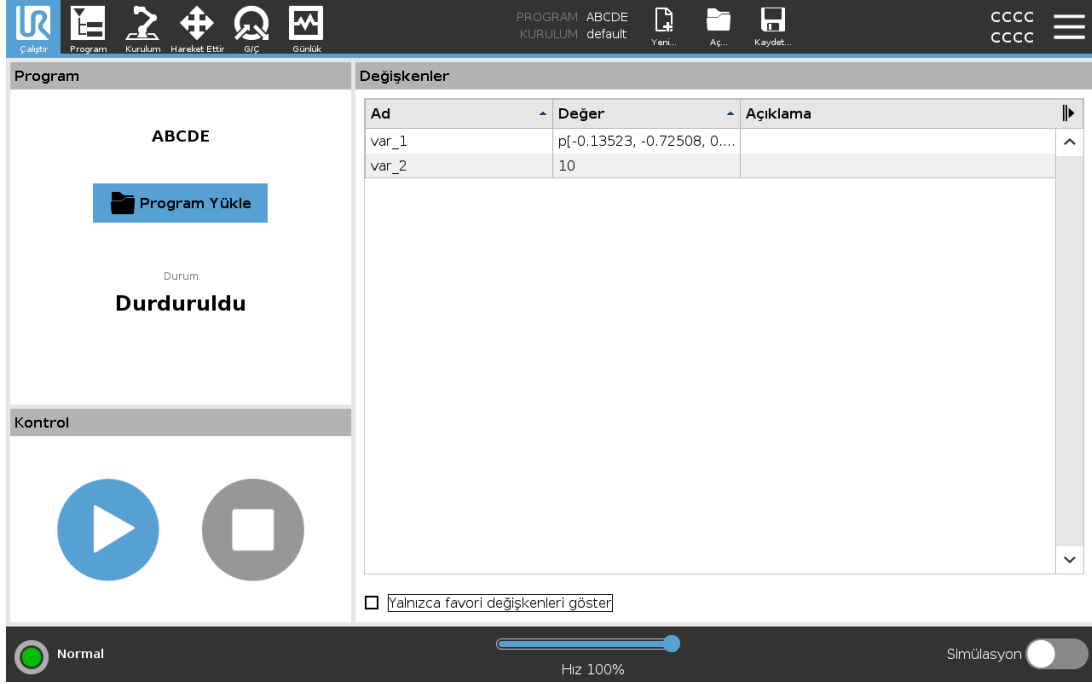 UR
Çalıştır
Program
Kurulum
Hareket Ettir
G/Ç
Günlük
PROGRAM ABCDE
KURULUM default
Yeni...
Aç...
Kaydet...
CCCC
CCCC
Program
ABCDE
Program Yükle
Durum
Durduruldu
Kontrol
Değişkenler
Ad Değer Açıklama
var_1 p[-0.13523, -0.72508, 0....
var_2 10
Yalnızca favori değişkenleri göster
Normal
Hız 100%
Simülasyon